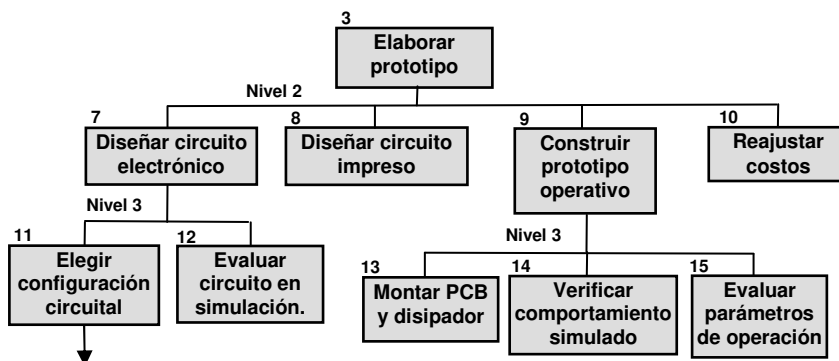 3
Elaborar
prototipo
Nivel 2
7
Diseñar circuito
electrónico
8
Diseñar circuito
impreso
9
Construir
prototipo
operativo
10
Reajustar
costos
Nivel 3
11
Elegir
configuración
circuital
12
Evaluar
circuito en
simulación.
Nivel 3
13
Montar PCB
y disipador
14
Verificar
comportamiento
simulado
15
Evaluar
parámetros
de operación